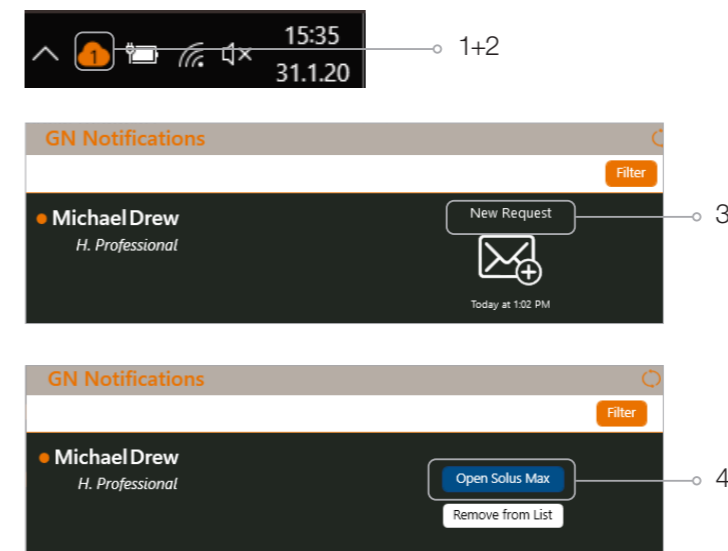 15:35
1
31.1.20
1+2
GN Notifications
Filter
Michael Drew
New Request
3
H. Professional
Today at 1:02 PM
GN Notifications
Filter
Michael Drew
Open Solus Max
4
H. Professional
Remove from List